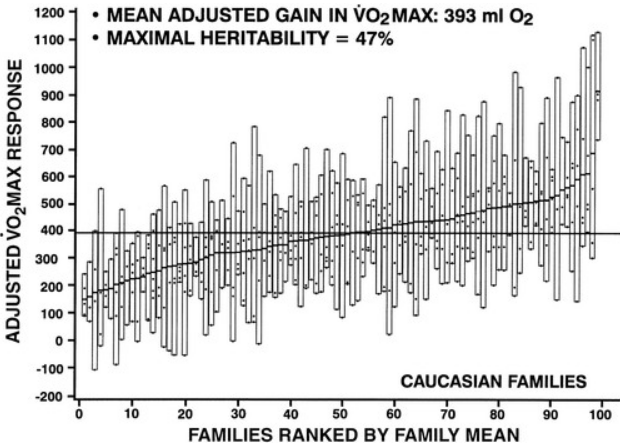 • MEAN ADJUSTED GAIN IN V̇O₂MAX: 393 ml O₂
• MAXIMAL HERITABILITY = 47%
ADJUSTED V̇O₂MAX RESPONSE
1200
1100
1000
900
800
700
600
500
400
300
200
100
0
-100
-200
CAUCASIAN FAMILIES
0 10 20 30 40 50 60 70 80 90 100
FAMILIES RANKED BY FAMILY MEAN